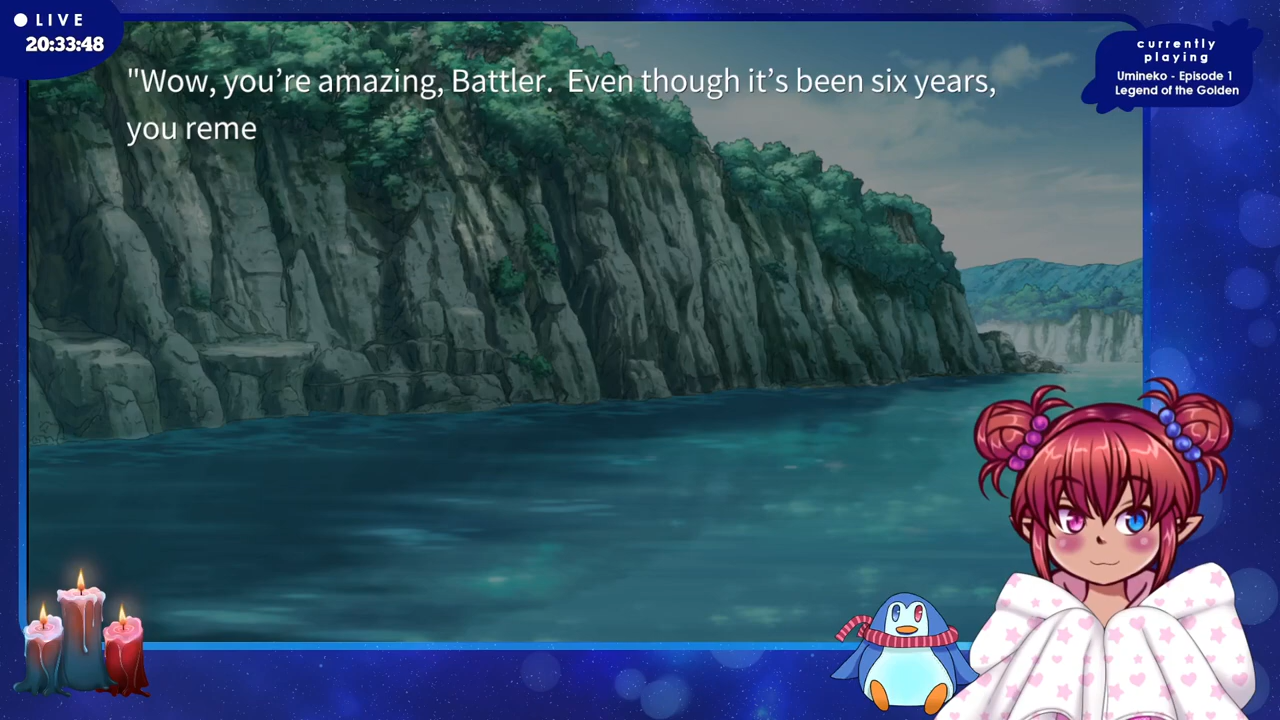 LIVE
20:33:48
currently
playing
Umineko - Episode 1
Legend of the Golden
"Wow, you’re amazing, Battler.  Even though it’s been six years,
you reme